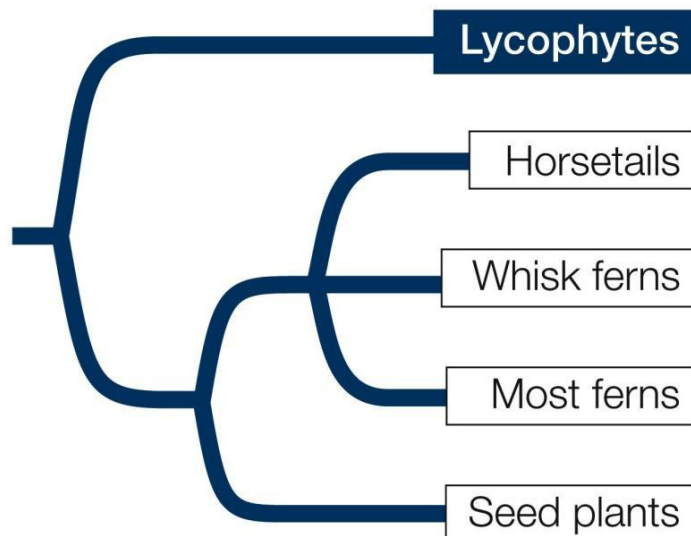 Lycophytes
Horsetails
Whisk ferns
Most ferns
Seed plants